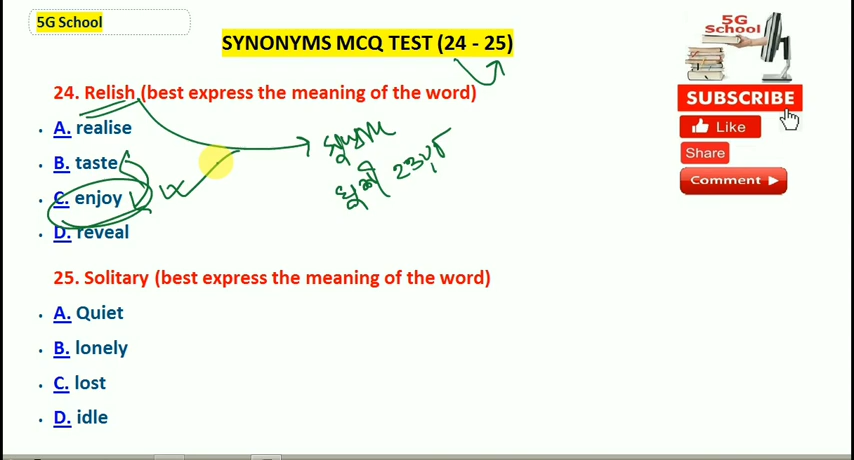 5G School
SYNONYMS MCQ TEST (24 - 25)
24. Relish (best express the meaning of the word)
A. realise
B. taste
C. enjoy
D. reveal
25. Solitary (best express the meaning of the word)
A. Quiet
B. lonely
C. lost
D. idle
5G
School
SUBSCRIBE
Like
Share
Comment